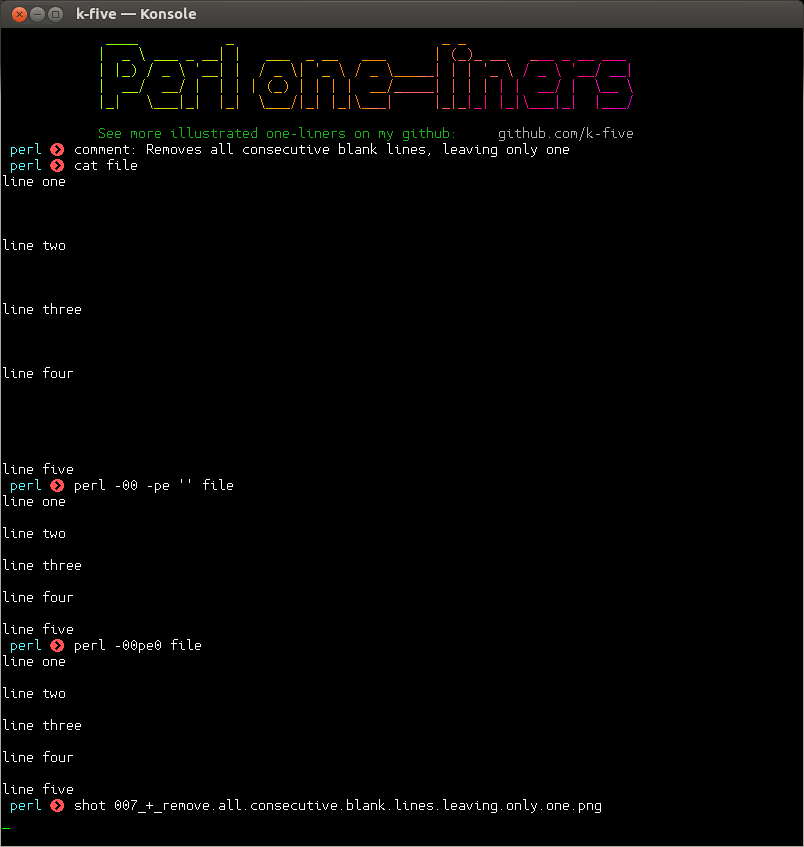 k-five — Konsole
Perl one-liners
See more illustrated one-liners on my github: github.com/k-five
perl comment: Removes all consecutive blank lines, leaving only one
perl cat file
line one
line two
line three
line four
line five
perl perl -00 -pe '' file
line one
line two
line three
line four
line five
perl perl -00pe0 file
line one
line two
line three
line four
line five
perl shot 007_+_remove.all.consecutive.blank.lines.leaving.only.one.png